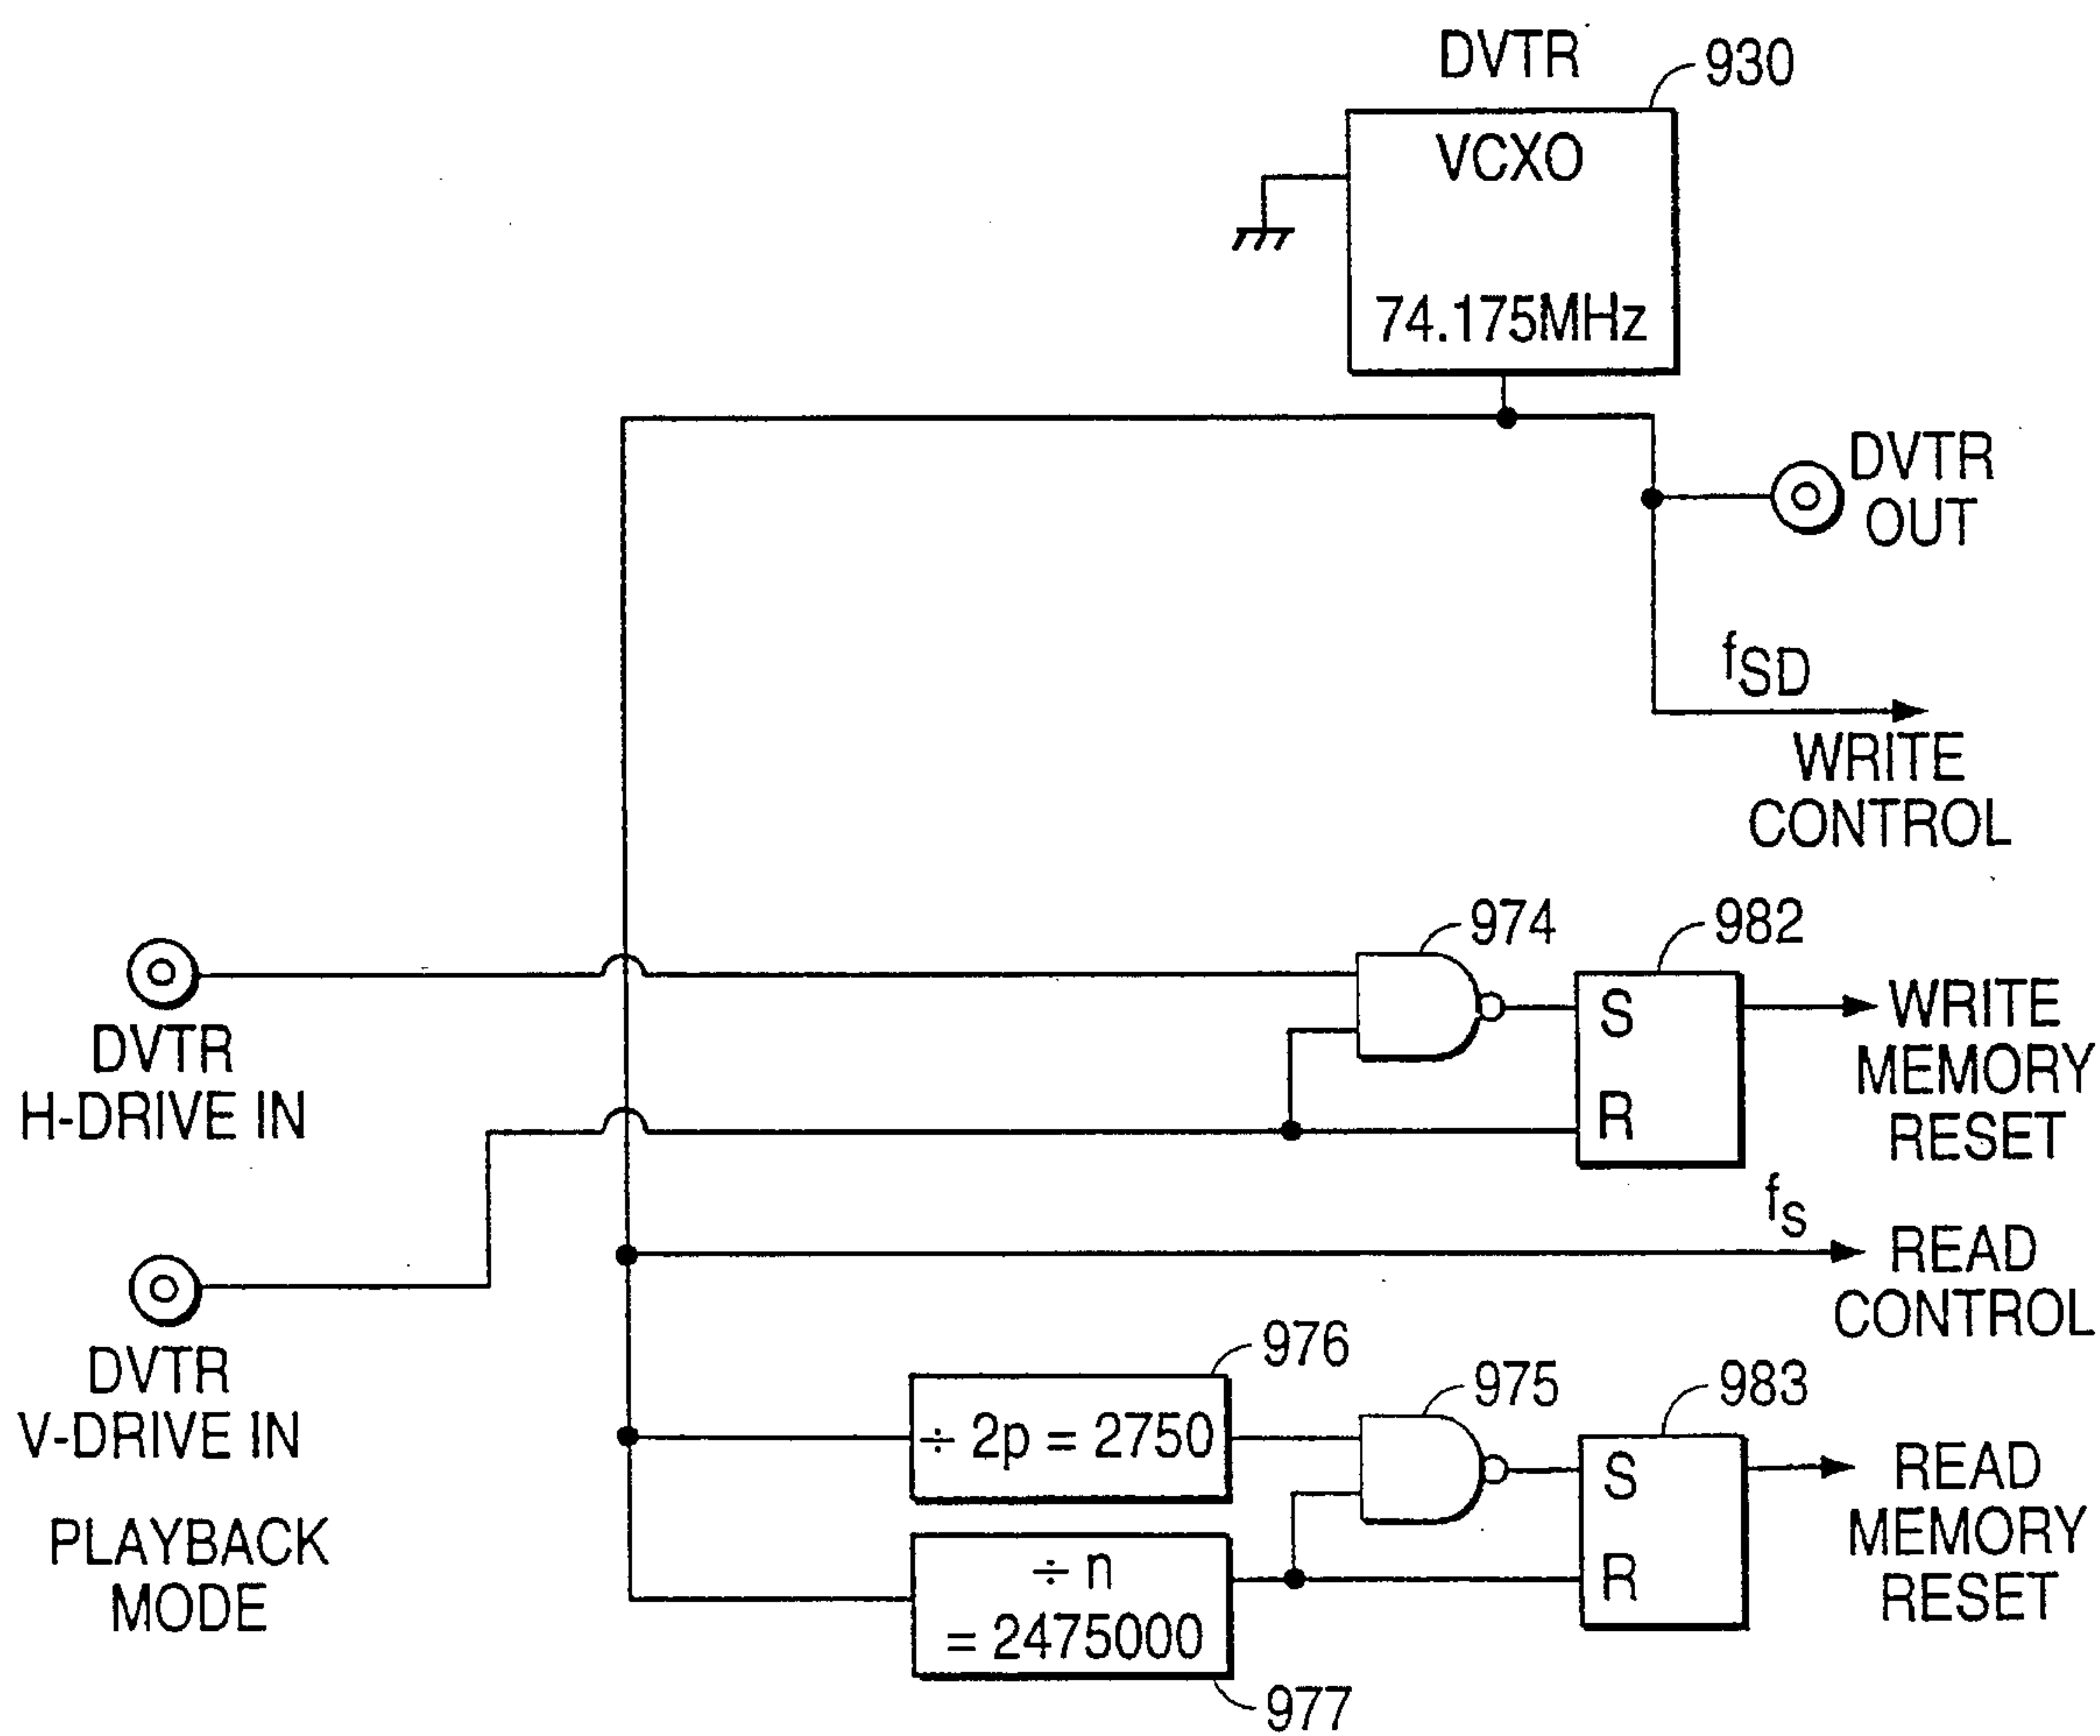 DVTR
930
VCXO
74.175MHz
DVTR
OUT
fSD
WRITE
CONTROL
974
982
S
R
WRITE
MEMORY
RESET
DVTR
H-DRIVE IN
fS
READ
CONTROL
DVTR
V-DRIVE IN
976
÷ 2p = 2750
975
983
S
R
READ
MEMORY
RESET
PLAYBACK
MODE
÷ n
= 2475000
977